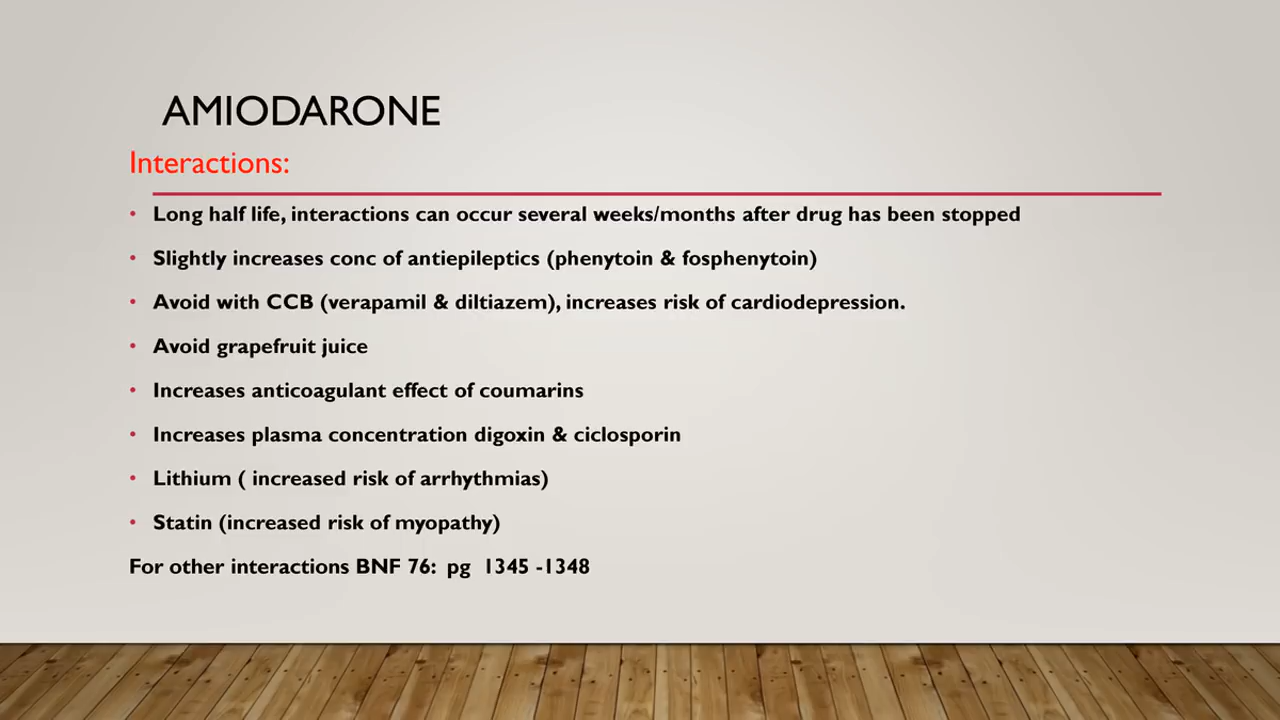 AMIODARONE
Interactions:
• Long half life, interactions can occur several weeks/months after drug has been stopped
• Slightly increases conc of antiepileptics (phenytoin & fosphenytoin)
• Avoid with CCB (verapamil & diltiazem), increases risk of cardiodepression.
• Avoid grapefruit juice
• Increases anticoagulant effect of coumarins
• Increases plasma concentration digoxin & ciclosporin
• Lithium ( increased risk of arrhythmias)
• Statin (increased risk of myopathy)
For other interactions BNF 76: pg 1345 -1348